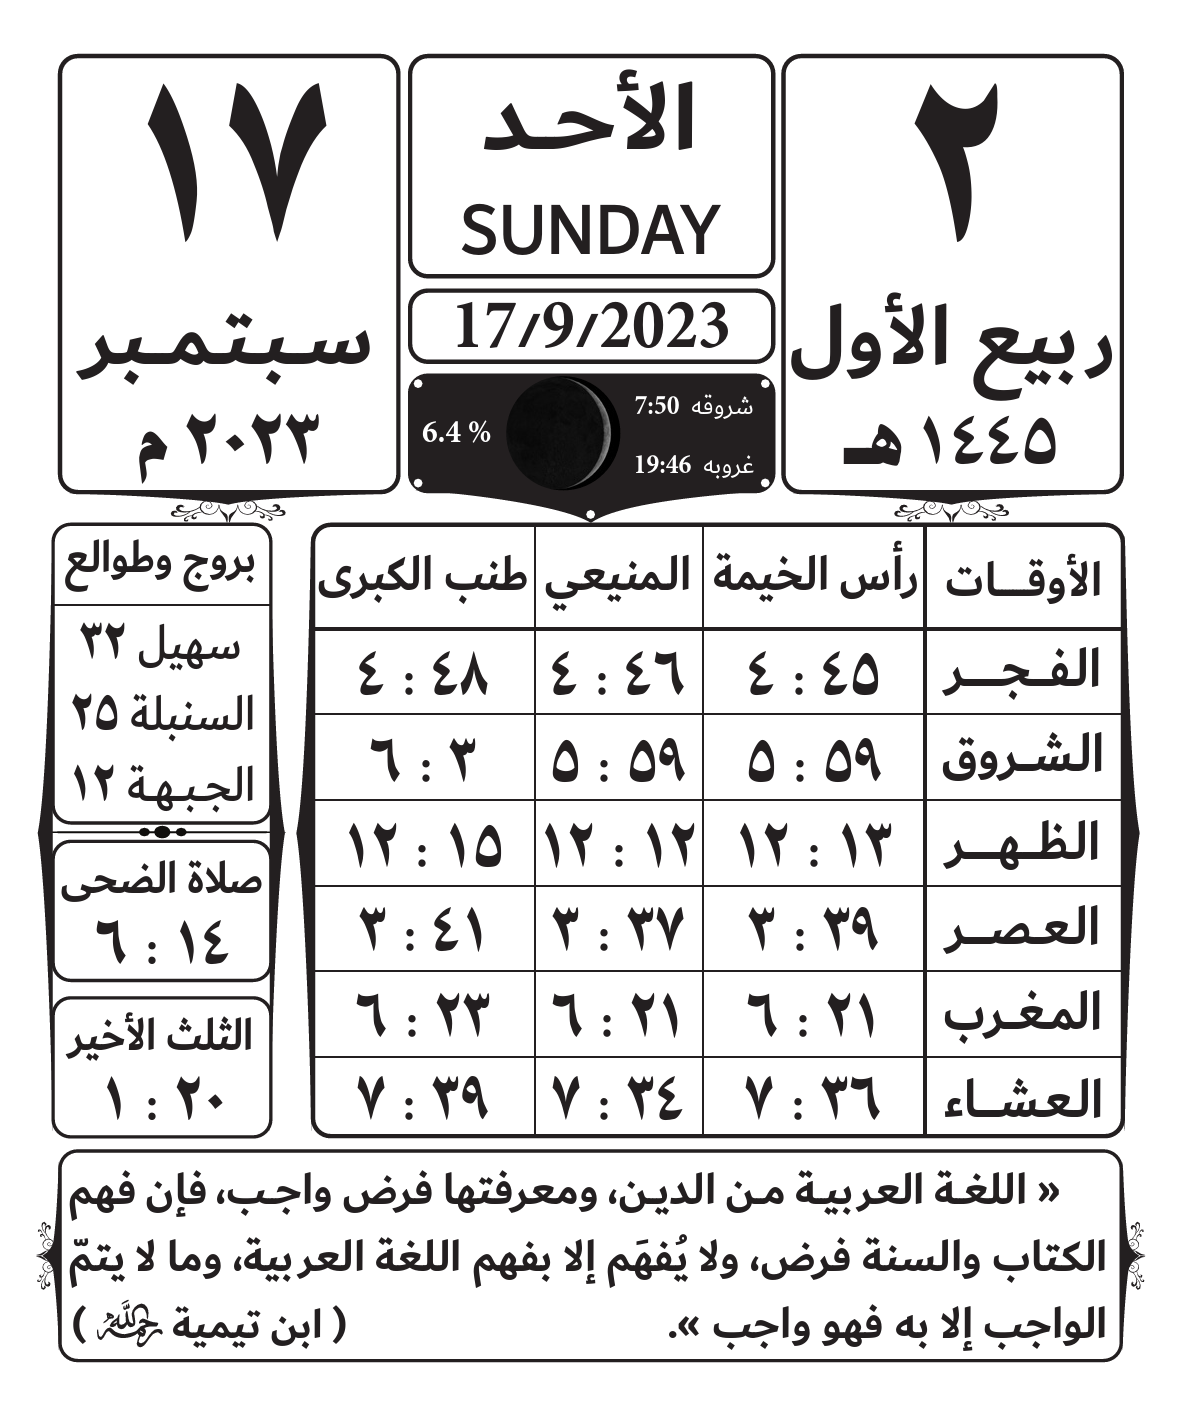 ٢
ربيع الأول
١٤٤٥ هـ
الأحد
SUNDAY
17/9/2023
شروقه 7:50
غروبه 19:46
6.4 %
١٧
سبتمبر
٢٠٢٣ م
الأوقات رأس الخيمة المنيعي طنب الكبرى
الفجر ٤٥ : ٤ ٤٦ : ٤ ٤٨ : ٤
الشروق ٥٩ : ٥ ٥٩ : ٥ ٣ : ٦
الظهر ١٣ : ١٢ ١٢ : ١٢ ١٥ : ١٢
العصر ٣٩ : ٣ ٣٧ : ٣ ٤١ : ٣
المغرب ٢١ : ٦ ٢١ : ٦ ٢٣ : ٦
العشاء ٣٦ : ٧ ٣٤ : ٧ ٣٩ : ٧
بروج وطوالع
سهيل ٣٢
السنبلة ٢٥
الجبهة ١٢
صلاة الضحى
١٤ : ٦
الثلث الأخير
٢٠ : ١
« اللغة العربية من الدين، ومعرفتها فرض واجب، فإن فهم
الكتاب والسنة فرض، ولا يُفهَم إلا بفهم اللغة العربية، وما لا يتمّ
الواجب إلا به فهو واجب ». ( ابن تيمية رحمه الله )